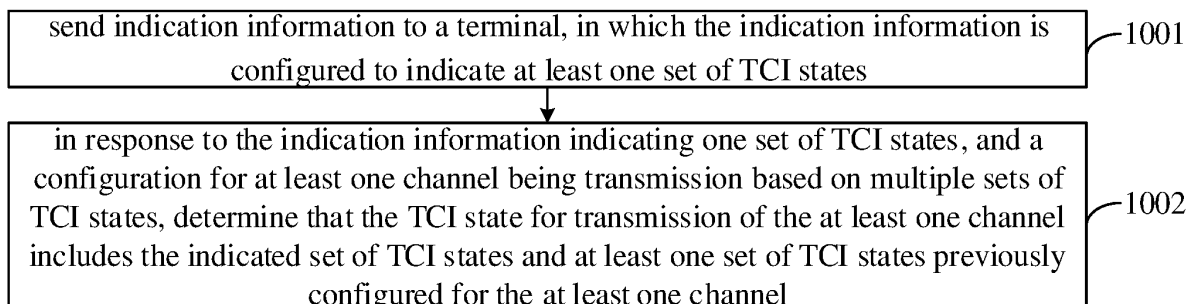 send indication information to a terminal, in which the indication information is
configured to indicate at least one set of TCI states
1001
in response to the indication information indicating one set of TCI states, and a
configuration for at least one channel being transmission based on multiple sets of
TCI states, determine that the TCI state for transmission of the at least one channel
includes the indicated set of TCI states and at least one set of TCI states previously
configured for the at least one channel
1002